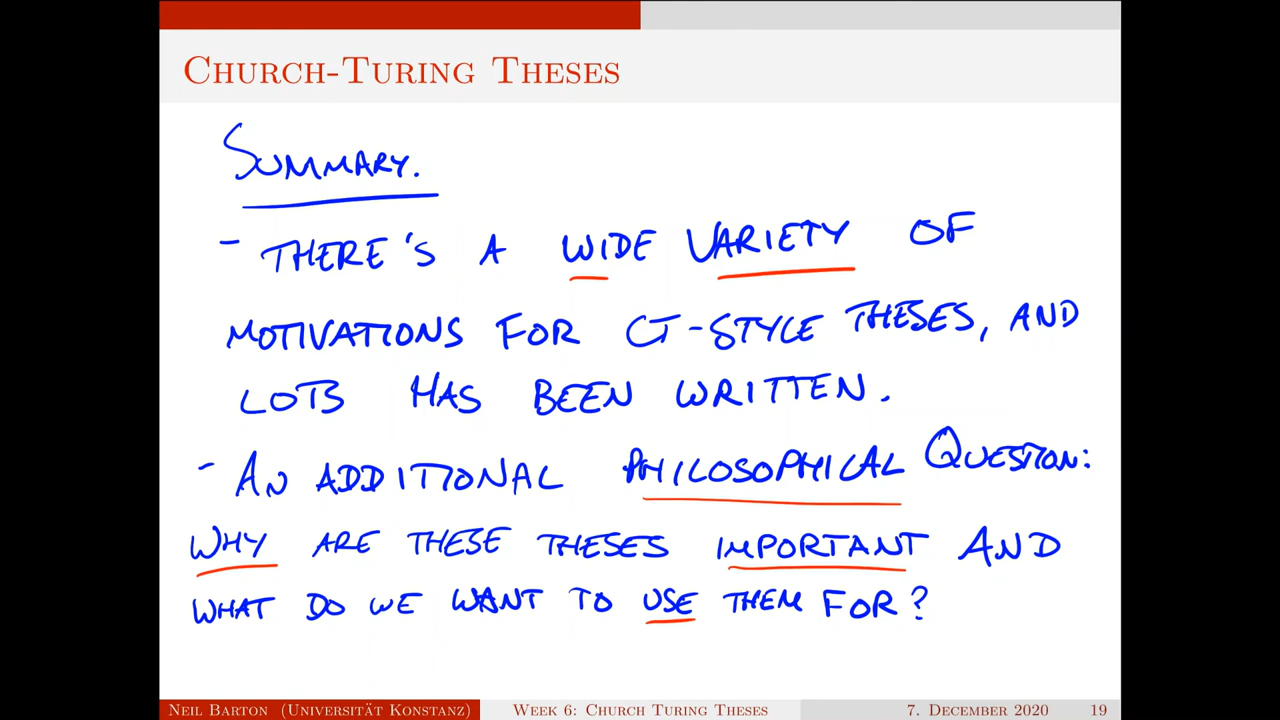 Church-Turing Theses
Summary.
- There's a wide variety of
motivations for CT-style theses, and
lots has been written.
- An additional philosophical question:
why are these theses important and
what do we want to use them for?
Neil Barton (Universität Konstanz) Week 6: Church Turing Theses 7. December 2020 19